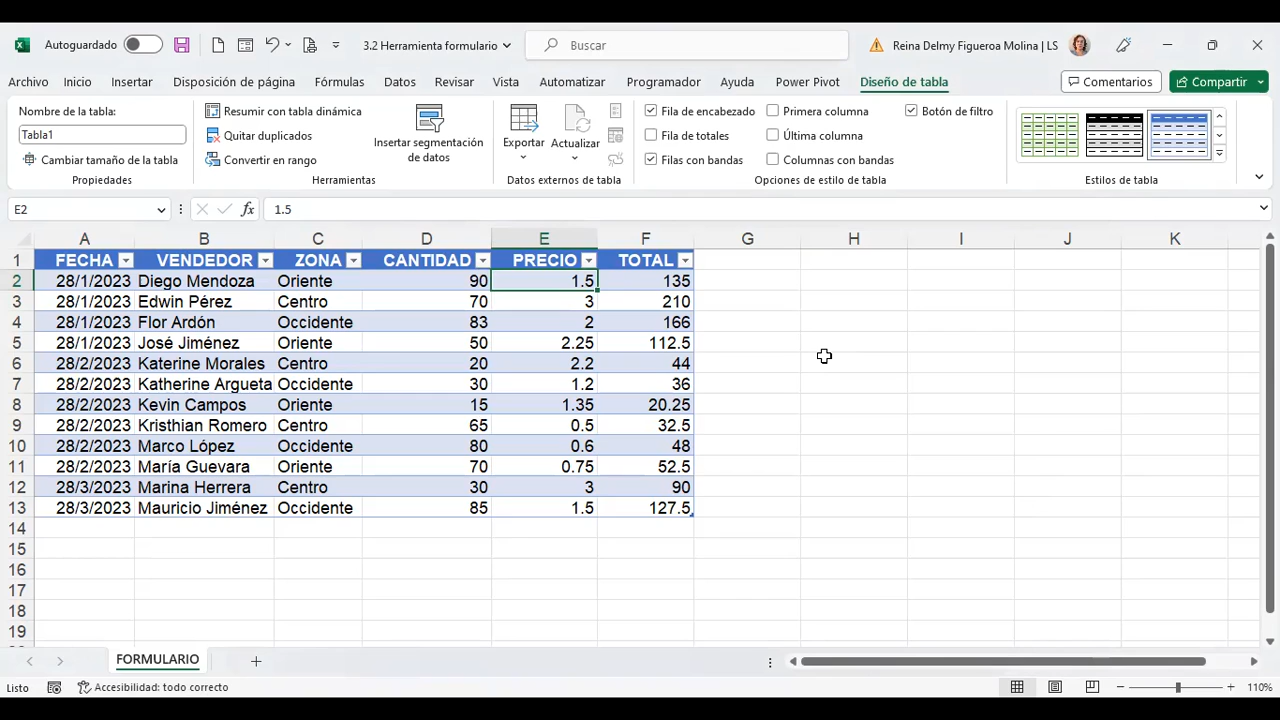 Autoguardado 3.2 Herramienta formulario Buscar Reina Delmy Figueroa Molina | LS
Archivo Inicio Insertar Disposición de página Fórmulas Datos Revisar Vista Automatizar Programador Ayuda Power Pivot Diseño de tabla Comentarios Compartir
Nombre de la tabla:
Tabla1
Cambiar tamaño de la tabla
Propiedades
Resumir con tabla dinámica
Quitar duplicados
Convertir en rango
Insertar segmentación
de datos
Herramientas
Exportar
Actualizar
Datos externos de tabla
Fila de encabezado Primera columna Botón de filtro
Fila de totales Última columna
Filas con bandas Columnas con bandas
Opciones de estilo de tabla
Estilos de tabla
E2 fx 1.5
A B C D E F G H I J K
1 FECHA VENDEDOR ZONA CANTIDAD PRECIO TOTAL
2 28/1/2023 Diego Mendoza Oriente 90 1.5 135
3 28/1/2023 Edwin Pérez Centro 70 3 210
4 28/1/2023 Flor Ardón Occidente 83 2 166
5 28/1/2023 José Jiménez Oriente 50 2.25 112.5
6 28/2/2023 Katerine Morales Centro 20 2.2 44
7 28/2/2023 Katherine Argueta Occidente 30 1.2 36
8 28/2/2023 Kevin Campos Oriente 15 1.35 20.25
9 28/2/2023 Kristhian Romero Centro 65 0.5 32.5
10 28/2/2023 Marco López Occidente 80 0.6 48
11 28/2/2023 María Guevara Oriente 70 0.75 52.5
12 28/3/2023 Marina Herrera Centro 30 3 90
13 28/3/2023 Mauricio Jiménez Occidente 85 1.5 127.5
14
15
16
17
18
19
FORMULARIO
Listo Accesibilidad: todo correcto 110%